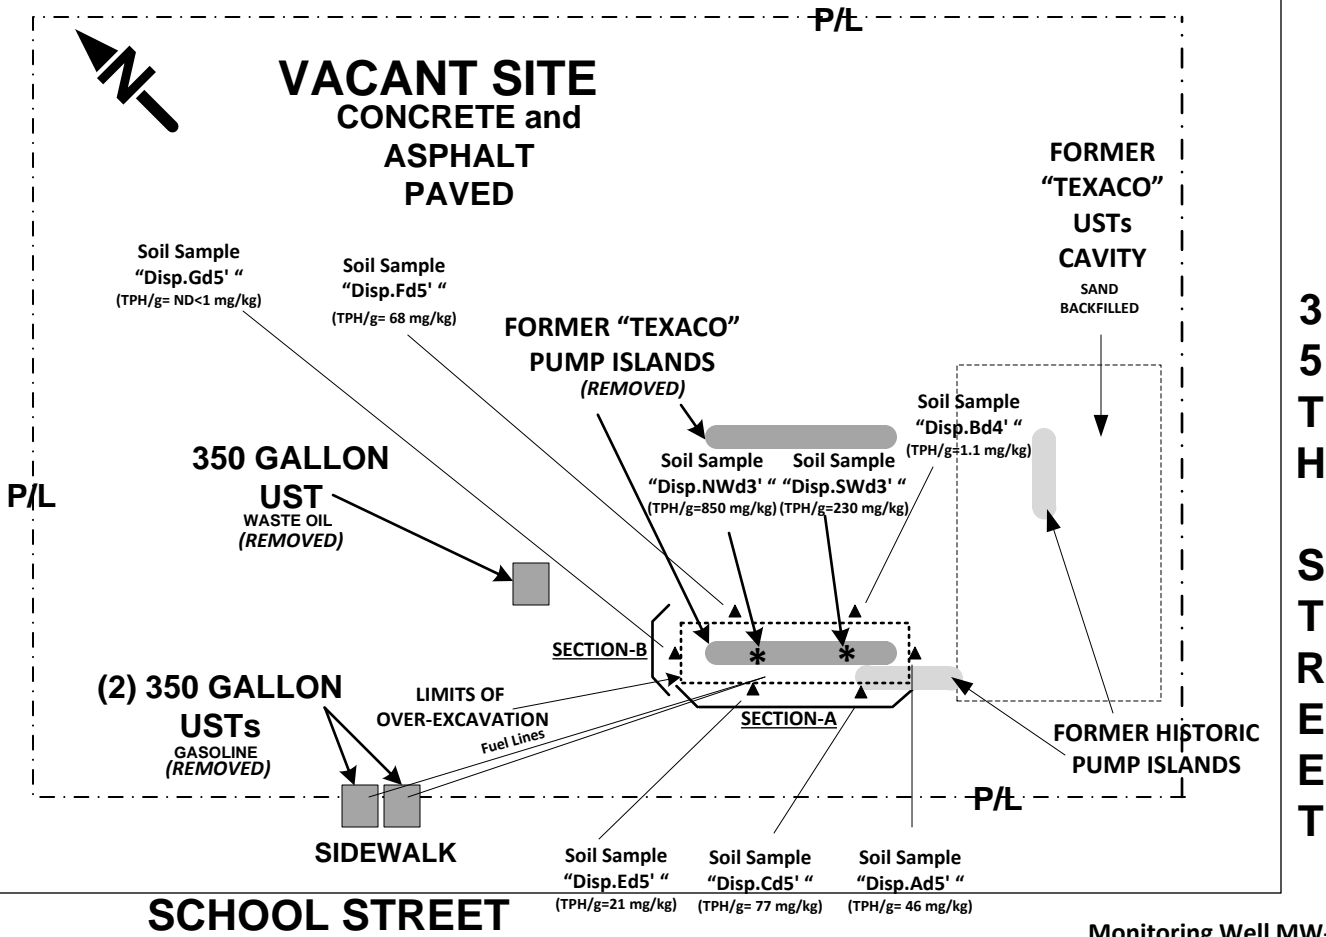 P/L
N
VACANT SITE
CONCRETE and
ASPHALT
PAVED
FORMER
“TEXACO”
USTs
CAVITY
SAND
BACKFILLED
Soil Sample
“Disp.Gd5' “
(TPH/g= ND<1 mg/kg)
Soil Sample
“Disp.Fd5' “
(TPH/g= 68 mg/kg)
FORMER “TEXACO”
PUMP ISLANDS
(REMOVED)
Soil Sample
“Disp.Bd4' “
(TPH/g=1.1 mg/kg)
35TH STREET
350 GALLON
UST
WASTE OIL
(REMOVED)
P/L
Soil Sample
“Disp.NWd3' “
(TPH/g=850 mg/kg)
Soil Sample
“Disp.SWd3' “
(TPH/g=230 mg/kg)
SECTION-B
* *
(2) 350 GALLON
USTs
GASOLINE
(REMOVED)
LIMITS OF
OVER-EXCAVATION
Fuel Lines
SECTION-A
FORMER HISTORIC
PUMP ISLANDS
P/L
SIDEWALK
Soil Sample
“Disp.Ed5' “
(TPH/g=21 mg/kg)
Soil Sample
“Disp.Cd5' “
(TPH/g= 77 mg/kg)
Soil Sample
“Disp.Ad5' “
(TPH/g= 46 mg/kg)
SCHOOL STREET
Monitoring Well MW-